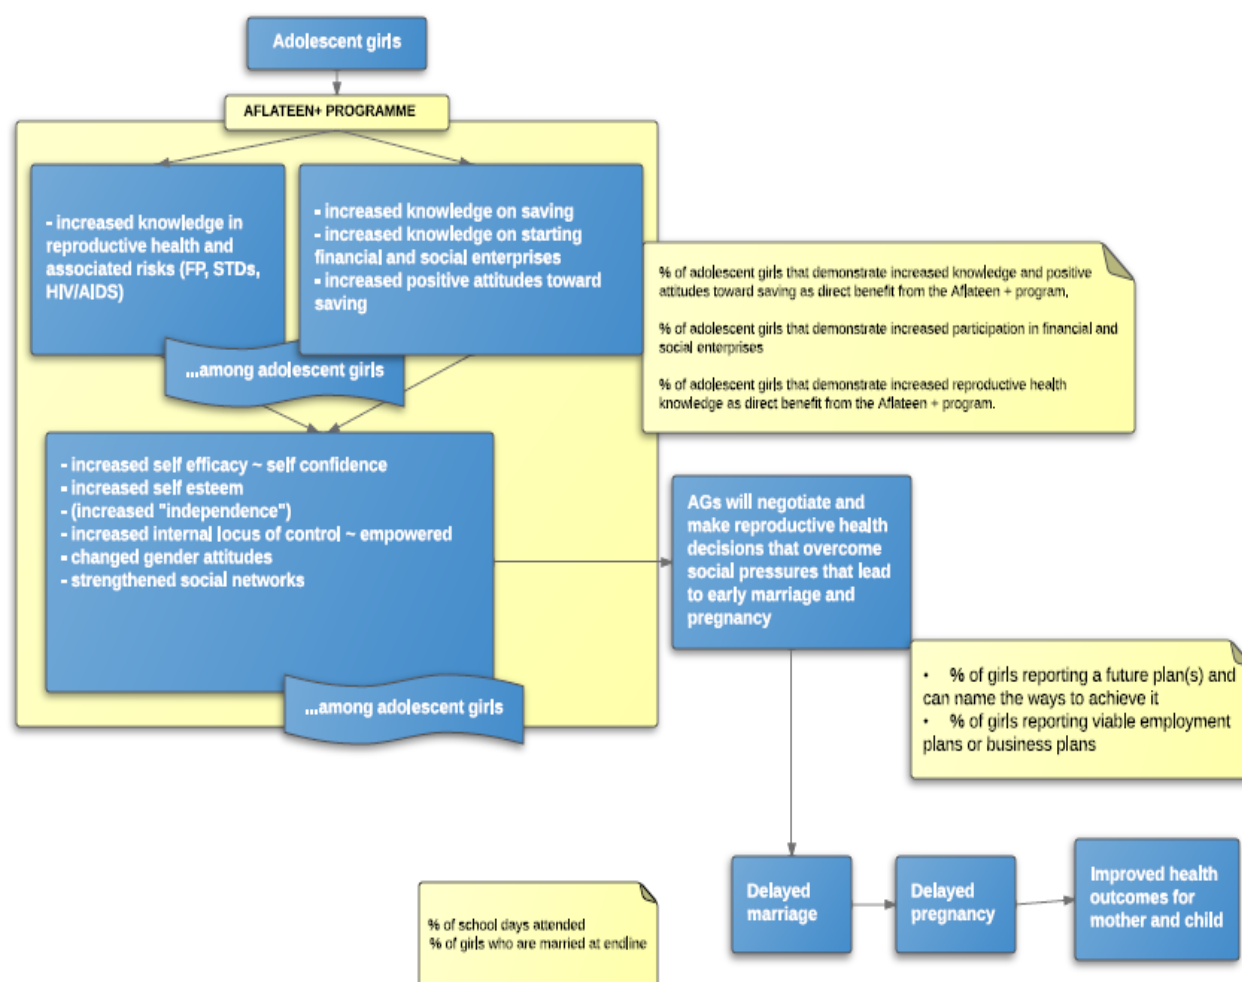 Adolescent girls
AFLATEEN+ PROGRAMME
- increased knowledge in
reproductive health and
associated risks (FP, STDs,
HIV/AIDS)
- increased knowledge on saving
- increased knowledge on starting
financial and social enterprises
- increased positive attitudes toward
saving
...among adolescent girls
% of adolescent girls that demonstrate increased knowledge and positive
attitudes toward saving as direct benefit from the Aflateen + program,
% of adolescent girls that demonstrate increased participation in financial and
social enterprises
% of adolescent girls that demonstrate increased reproductive health
knowledge as direct benefit from the Aflateen + program.
- increased self efficacy ~ self confidence
- increased self esteem
- (increased "independence")
- increased internal locus of control ~ empowered
- changed gender attitudes
- strengthened social networks
...among adolescent girls
AGs will negotiate and
make reproductive health
decisions that overcome
social pressures that lead
to early marriage and
pregnancy
• % of girls reporting a future plan(s) and
can name the ways to achieve it
• % of girls reporting viable employment
plans or business plans
Delayed
marriage
Delayed
pregnancy
Improved health
outcomes for
mother and child
% of school days attended
% of girls who are married at endline